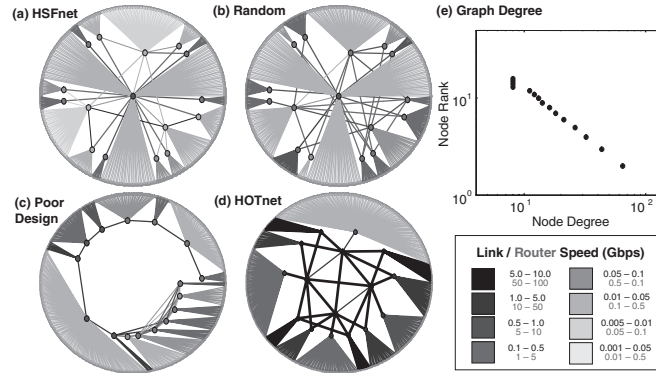 (a) HSFnet
(b) Random
(e) Graph Degree
Node Rank
10^1
10^0
10^1
10^2
Node Degree
(c) Poor
Design
(d) HOTnet
Link / Router Speed (Gbps)
5.0 – 10.0
50 – 100
0.05 – 0.1
0.5 – 0.1
1.0 – 5.0
10 – 50
0.01 – 0.05
0.1 – 0.5
0.5 – 1.0
5 – 10
0.005 – 0.01
0.05 – 0.1
0.1 – 0.5
1 – 5
0.001 – 0.05
0.01 – 0.5